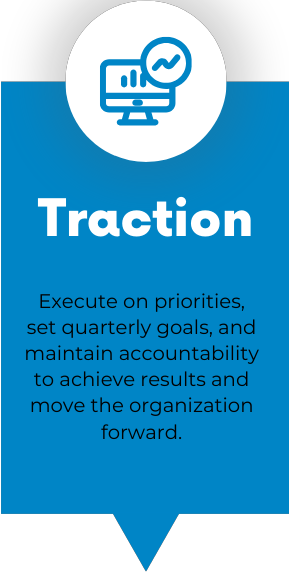 Traction
Execute on priorities,
set quarterly goals, and
maintain accountability
to achieve results and
move the organization
forward.